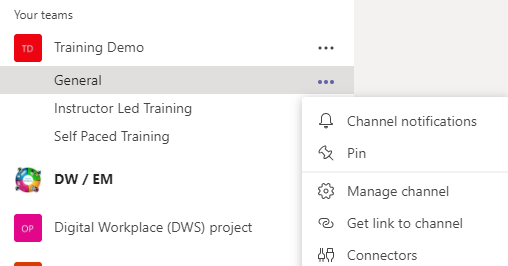 Your teams
TD Training Demo ...
General ...
Instructor Led Training
Self Paced Training
Channel notifications
Pin
DW / EM
Manage channel
OP Digital Workplace (DWS) project
Get link to channel
Connectors